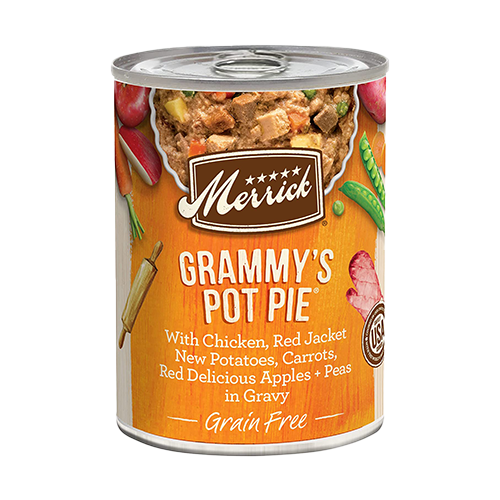 Merrick®
GRAMMY'S
POT PIE®
With Chicken, Red Jacket
New Potatoes, Carrots,
Red Delicious Apples + Peas
in Gravy
Grain Free
USA